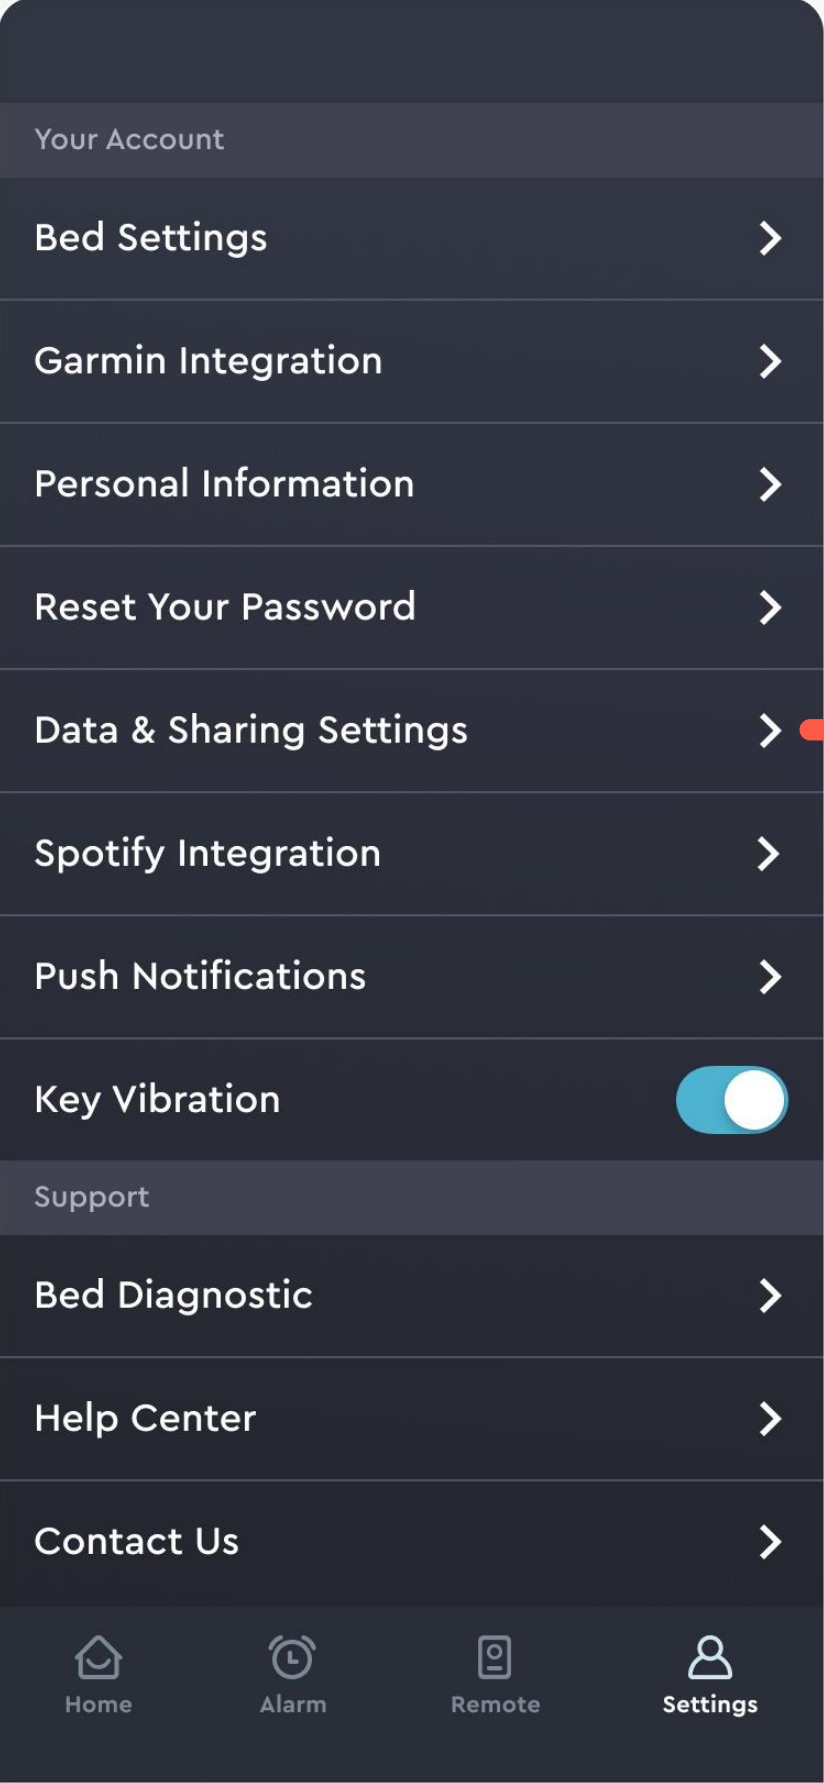 Your Account
Bed Settings
Garmin Integration
Personal Information
Reset Your Password
Data & Sharing Settings
Spotify Integration
Push Notifications
Key Vibration
Support
Bed Diagnostic
Help Center
Contact Us
Home
Alarm
Remote
Settings